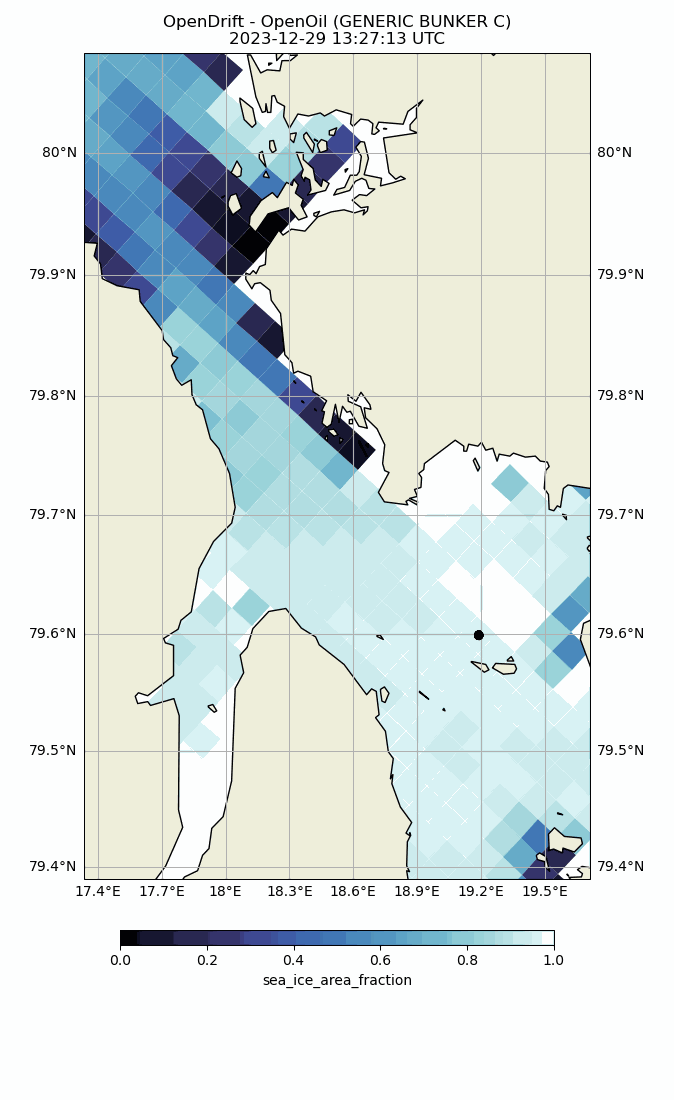 OpenDrift - OpenOil (GENERIC BUNKER C)
2023-12-29 13:27:13 UTC
80°N 80°N
79.9°N 79.9°N
79.8°N 79.8°N
79.7°N 79.7°N
79.6°N 79.6°N
79.5°N 79.5°N
79.4°N 79.4°N
17.4°E 17.7°E 18°E 18.3°E 18.6°E 18.9°E 19.2°E 19.5°E
0.0 0.2 0.4 0.6 0.8 1.0
sea_ice_area_fraction